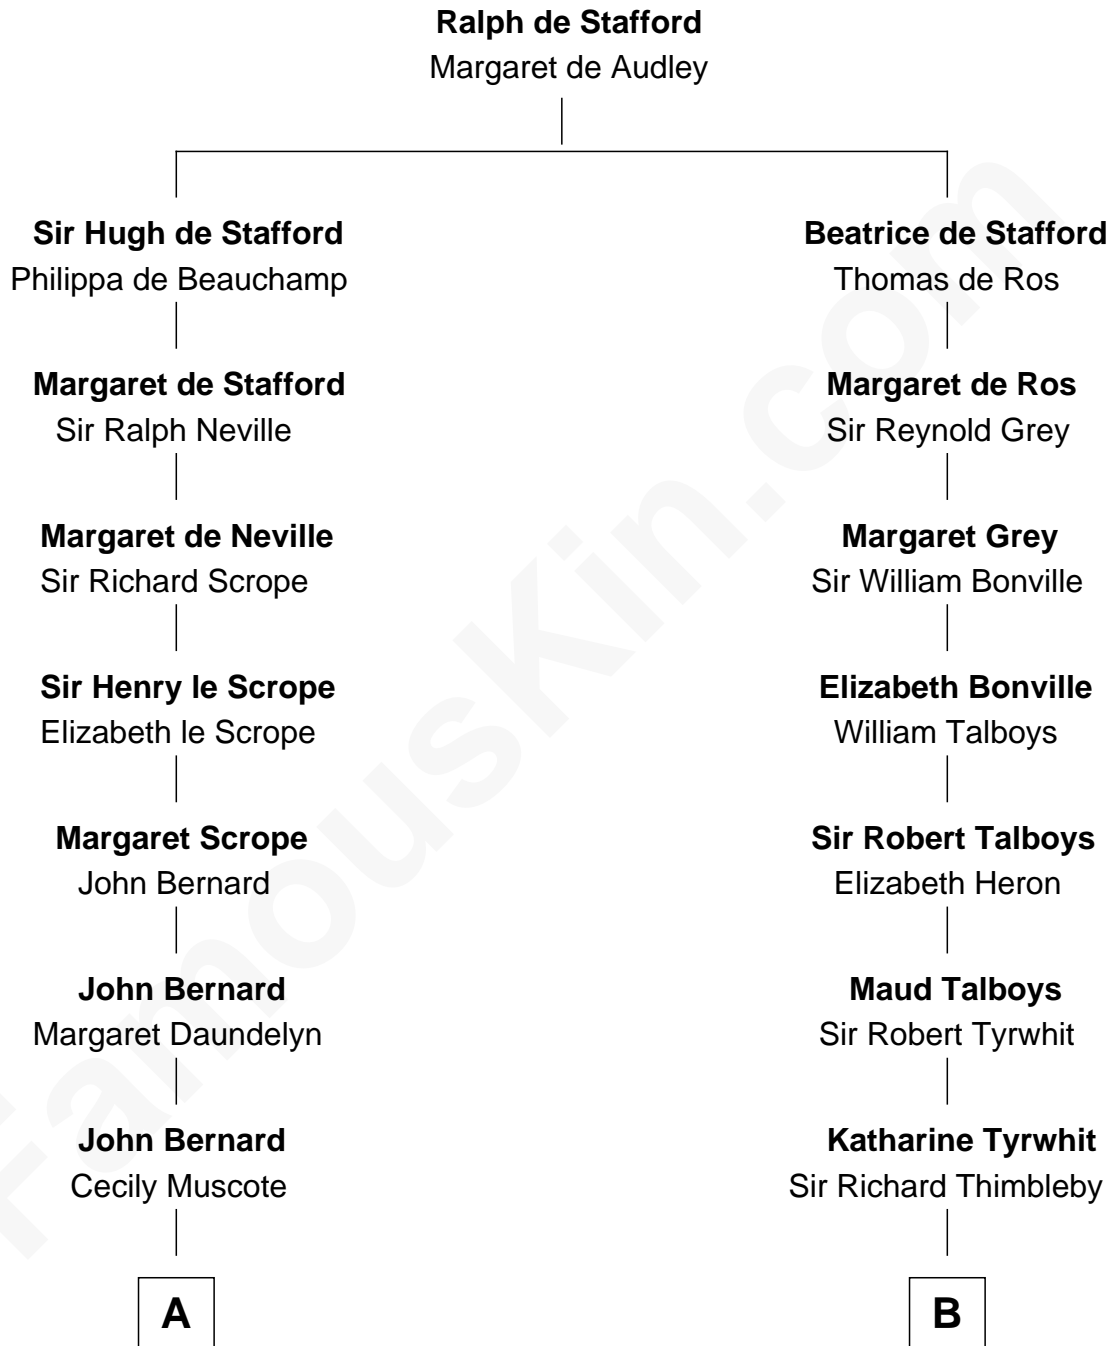 Ralph de Stafford
Margaret de Audley
Sir Hugh de Stafford
Philippa de Beauchamp
Beatrice de Stafford
Thomas de Ros
Margaret de Stafford
Sir Ralph Neville
Margaret de Ros
Sir Reynold Grey
Margaret de Neville
Sir Richard Scrope
Margaret Grey
Sir William Bonville
Sir Henry le Scrope
Elizabeth le Scrope
Elizabeth Bonville
William Talboys
Margaret Scrope
John Bernard
Sir Robert Talboys
Elizabeth Heron
John Bernard
Margaret Daundelyn
Maud Talboys
Sir Robert Tyrwhit
John Bernard
Cecily Muscote
Katharine Tyrwhit
Sir Richard Thimbleby
A
B
FamousKin.com